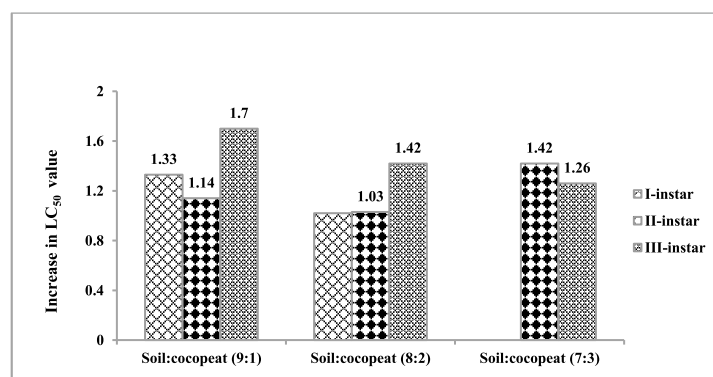 2
1.6
1.2
0.8
0.4
0
Increase in LC50 value
1.33
1.14
1.7
1.03
1.42
1.42
1.26
Soil:cocopeat (9:1)
Soil:cocopeat (8:2)
Soil:cocopeat (7:3)
I-instar
II-instar
III-instar